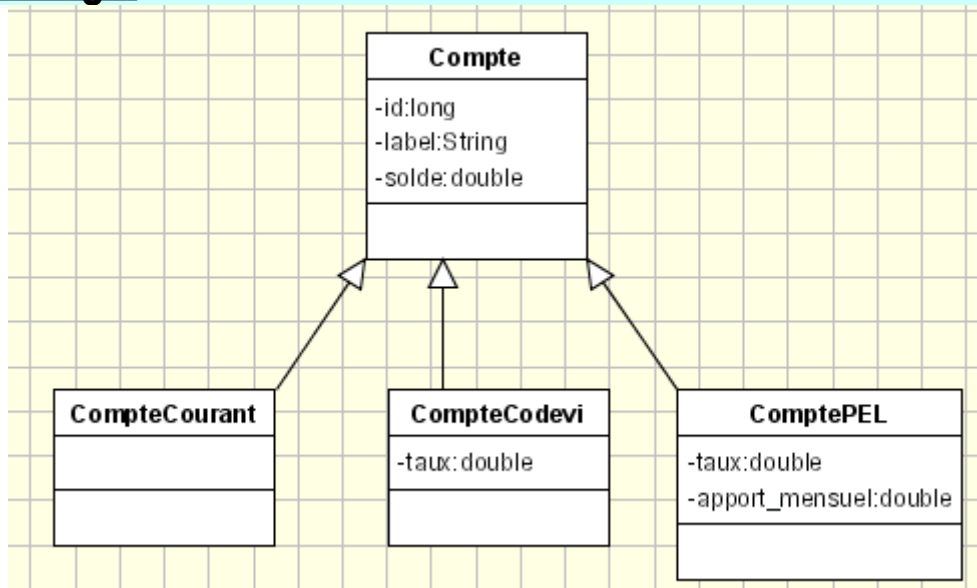 Compte
-id:long
-label:String
-solde:double
CompteCourant
CompteCodevi
-taux:double
ComptePEL
-taux:double
-apport_mensuel:double